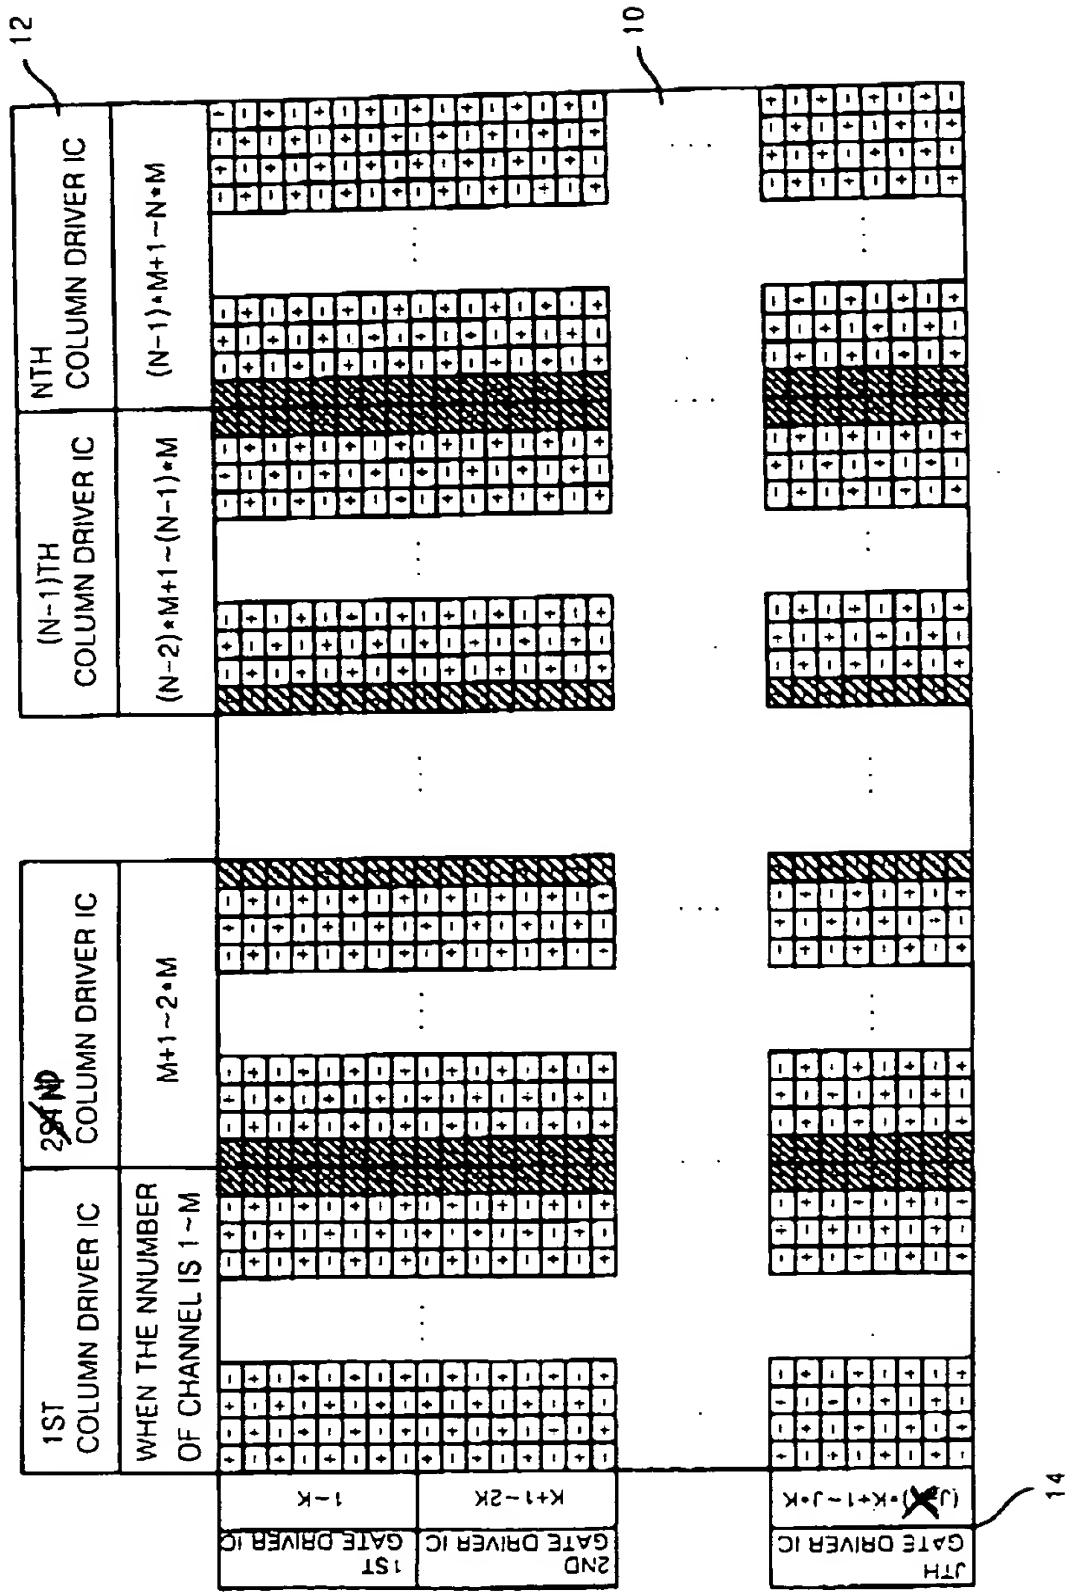 12
1ST
COLUMN DRIVER IC
2ND
COLUMN DRIVER IC
(N-1)TH
COLUMN DRIVER IC
NTH
COLUMN DRIVER IC
WHEN THE NNUMBER
OF CHANNEL IS 1~M
M+1~2*M
(N-2)*M+1~(N-1)*M
(N-1)*M+1~N*M
1ST
GATE DRIVER IC
1~K
2ND
GATE DRIVER IC
K+1~2K
10
JTH
GATE DRIVER IC
14